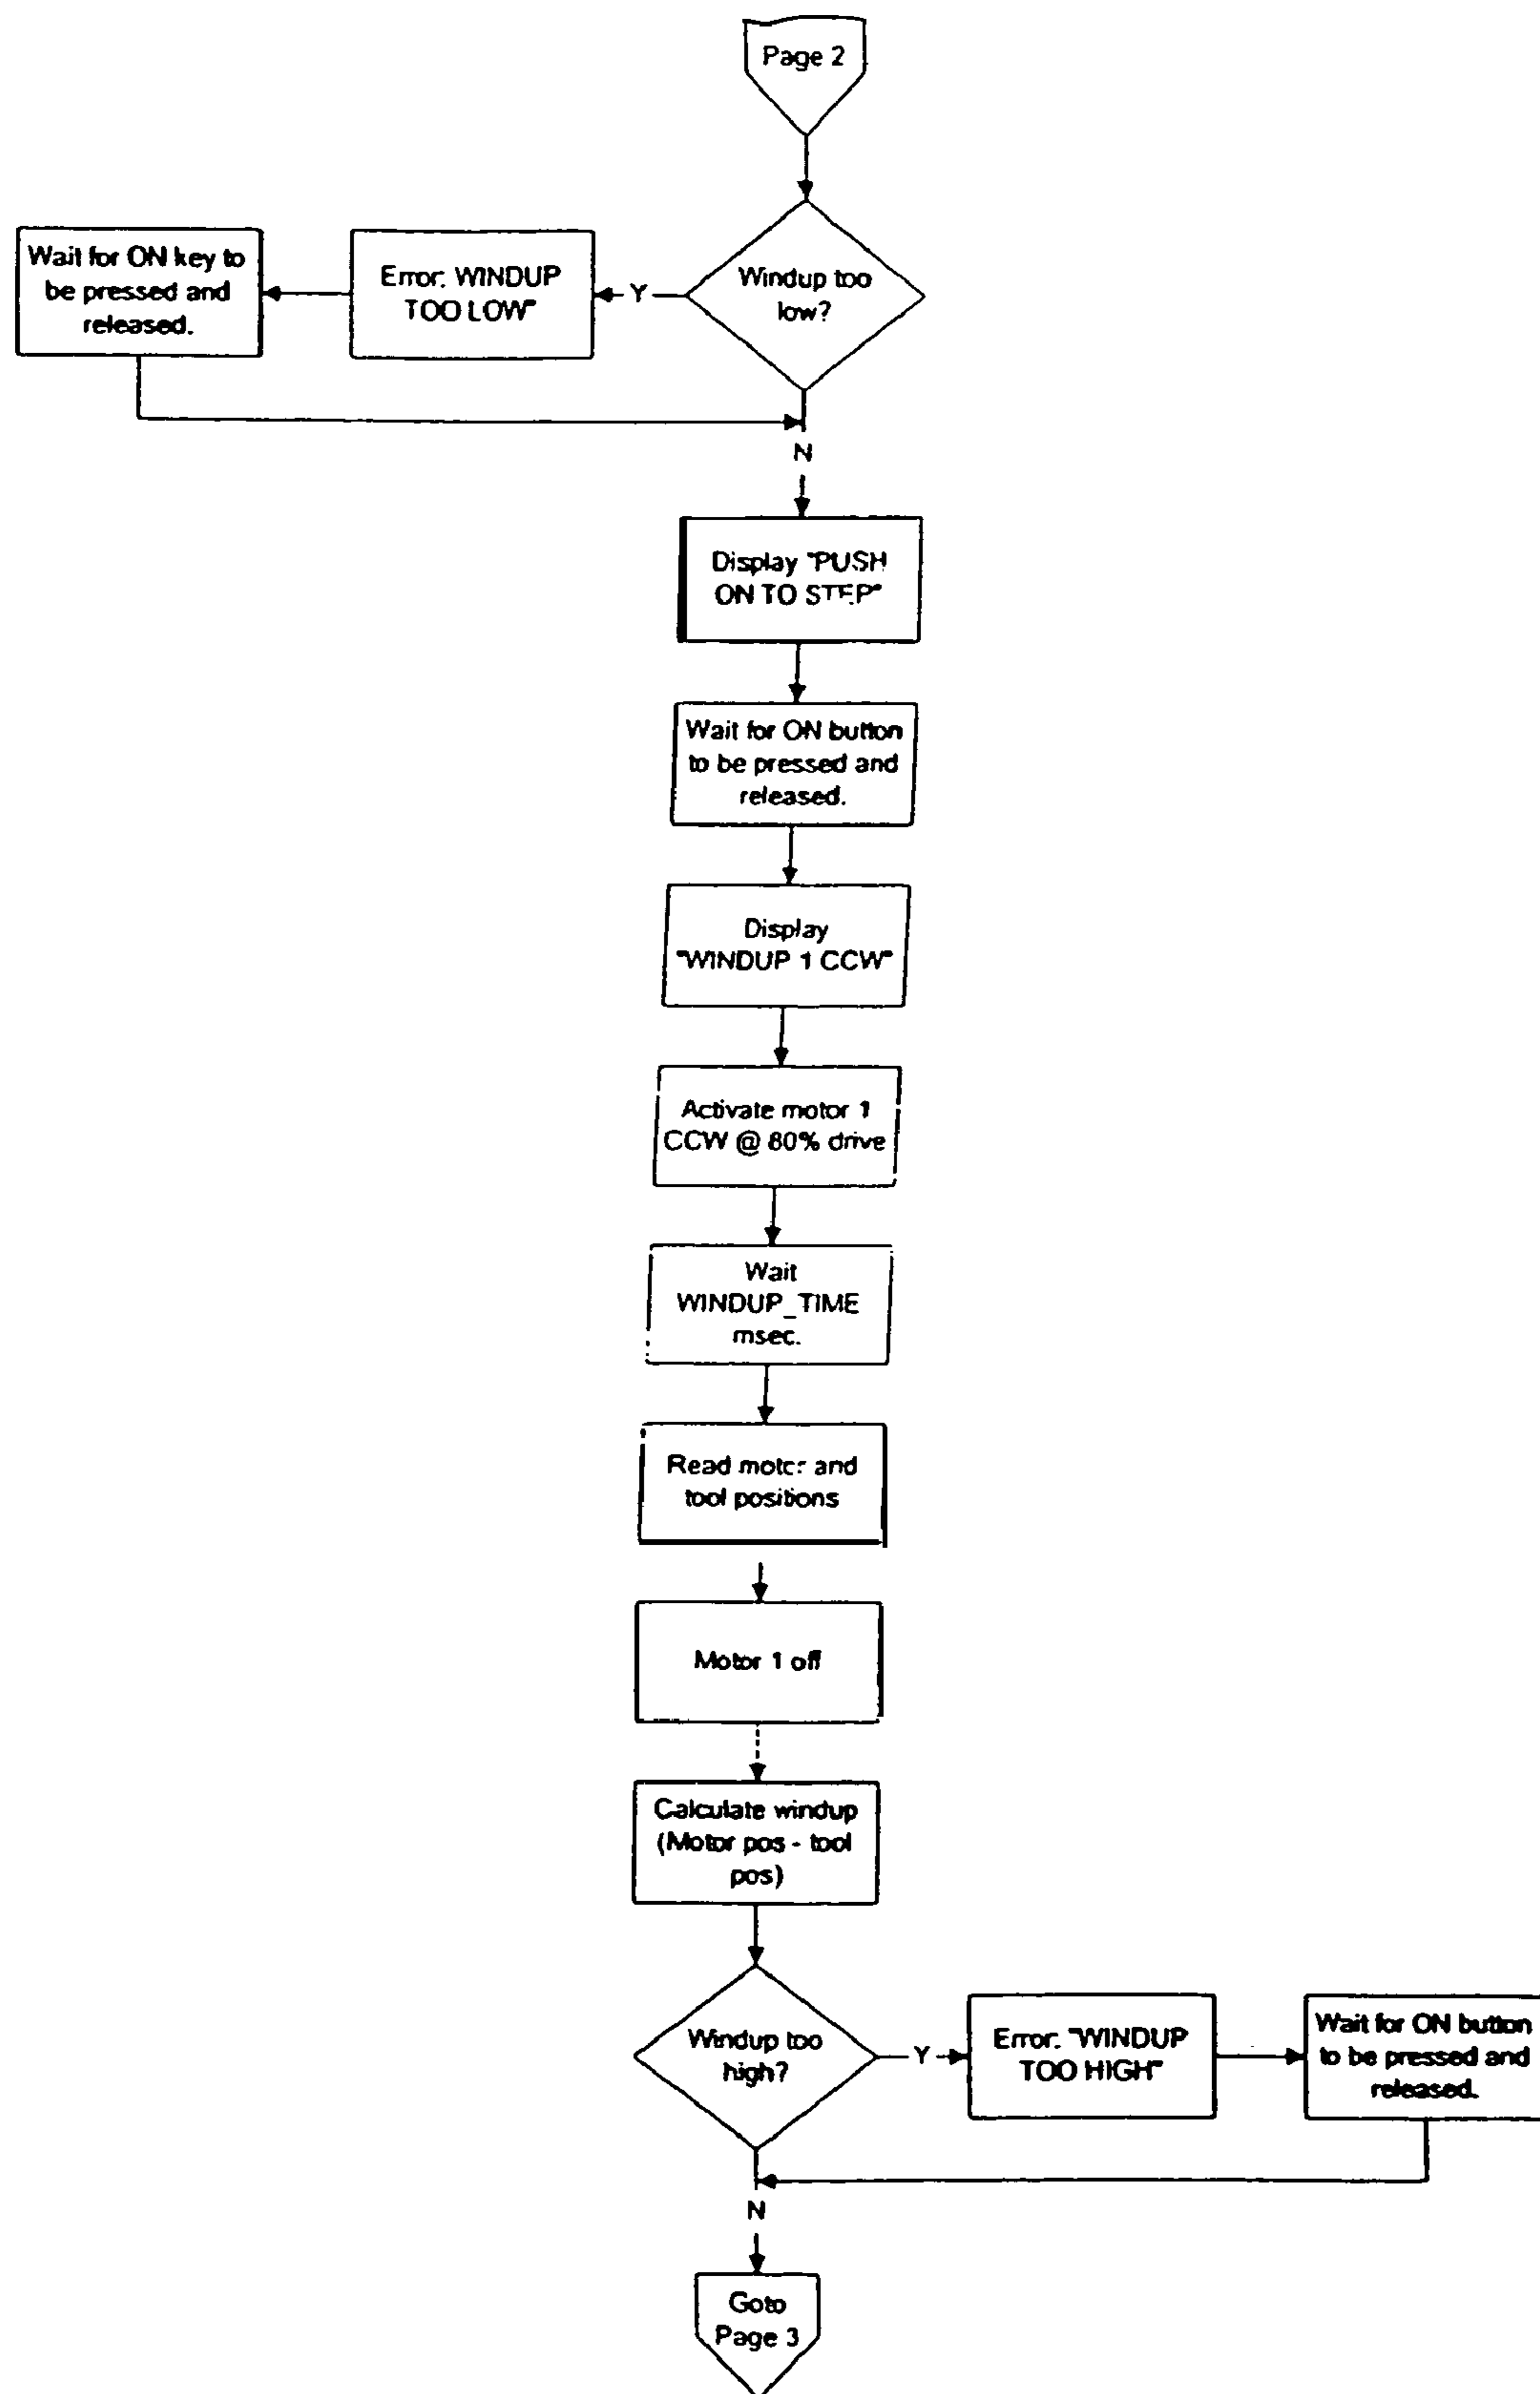 Page 2
Windup too
low?
Y
Error: WINDUP
TOO LOW"
Wait for ON key to
be pressed and
released.
N
Display "PUSH
ON TO STEP"
Wait for ON button
to be pressed and
released.
Display
"WINDUP 1 CCW"
Activate motor 1
CCW @ 80% drive
Wait
WINDUP_TIME
msec.
Read motor and
tool positions
Motor 1 off
Calculate windup
(Motor pos - tool
pos)
Windup too
high?
Y
Error: "WINDUP
TOO HIGH"
Wait for ON button
to be pressed and
released.
N
Goto
Page 3